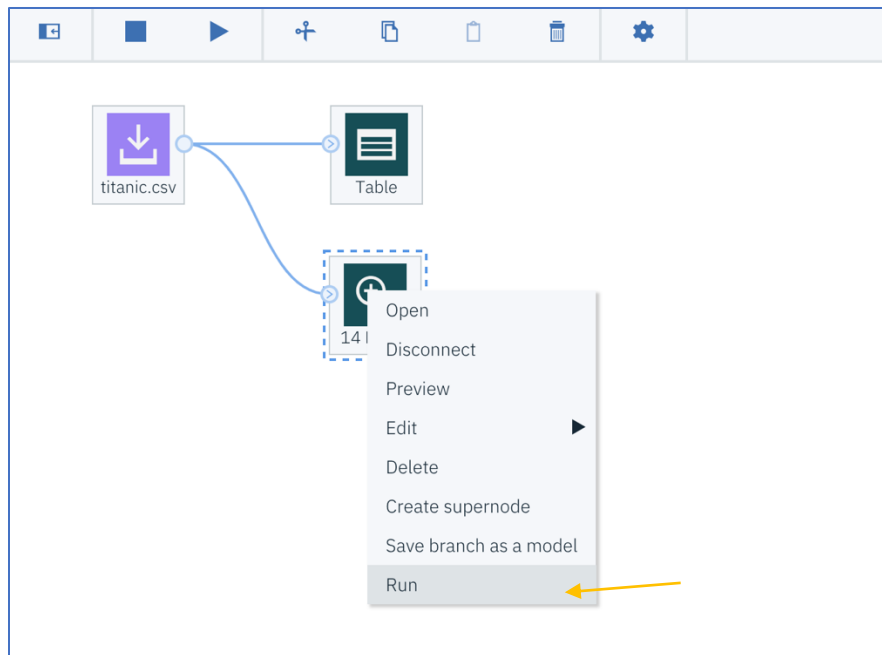 titanic.csv
Table
14
Open
Disconnect
Preview
Edit
Delete
Create supernode
Save branch as a model
Run